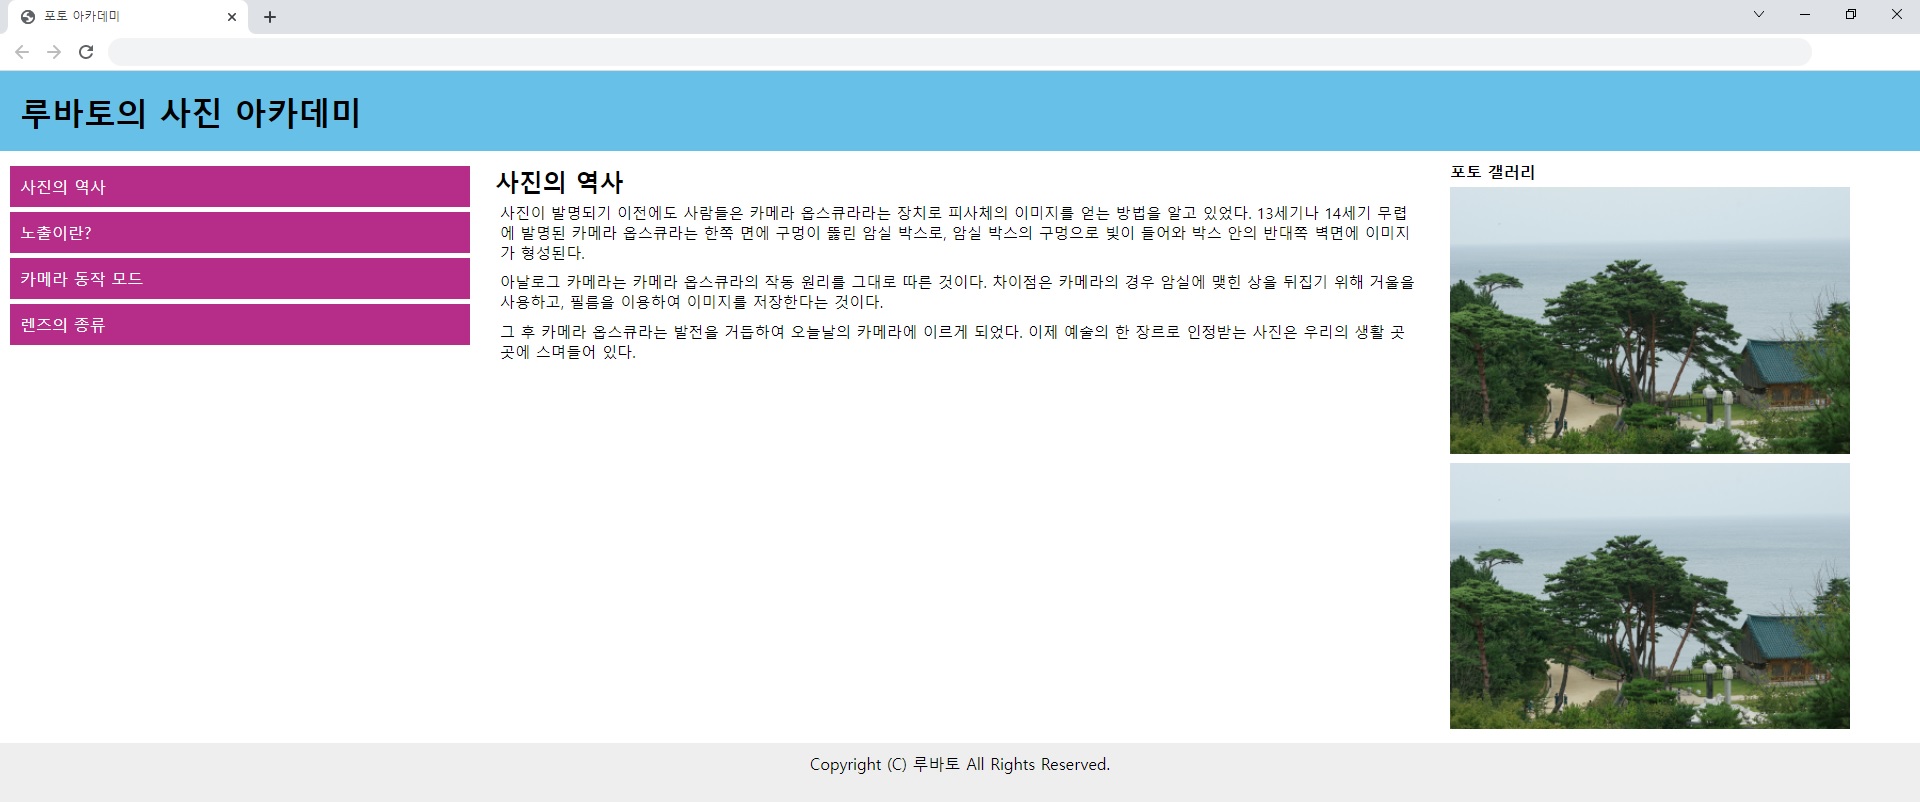 포토 아카데미
루바토의 사진 아카데미
사진의 역사
노출이란?
카메라 동작 모드
렌즈의 종류
사진의 역사
사진이 발명되기 이전에도 사람들은 카메라 옵스큐라라는 장치로 피사체의 이미지를 얻는 방법을 알고 있었다. 13세기나 14세기 무렵
에 발명된 카메라 옵스큐라는 한쪽 면에 구멍이 뚫린 암실 박스로, 암실 박스의 구멍으로 빛이 들어와 박스 안의 반대쪽 벽면에 이미지
가 형성된다.
아날로그 카메라는 카메라 옵스큐라의 작동 원리를 그대로 따른 것이다. 차이점은 카메라의 경우 암실에 맺힌 상을 뒤집기 위해 거울을
사용하고, 필름을 이용하여 이미지를 저장한다는 것이다.
그 후 카메라 옵스큐라는 발전을 거듭하여 오늘날의 카메라에 이르게 되었다. 이제 예술의 한 장르로 인정받는 사진은 우리의 생활 곳
곳에 스며들어 있다.
포토 갤러리
Copyright (C) 루바토 All Rights Reserved.